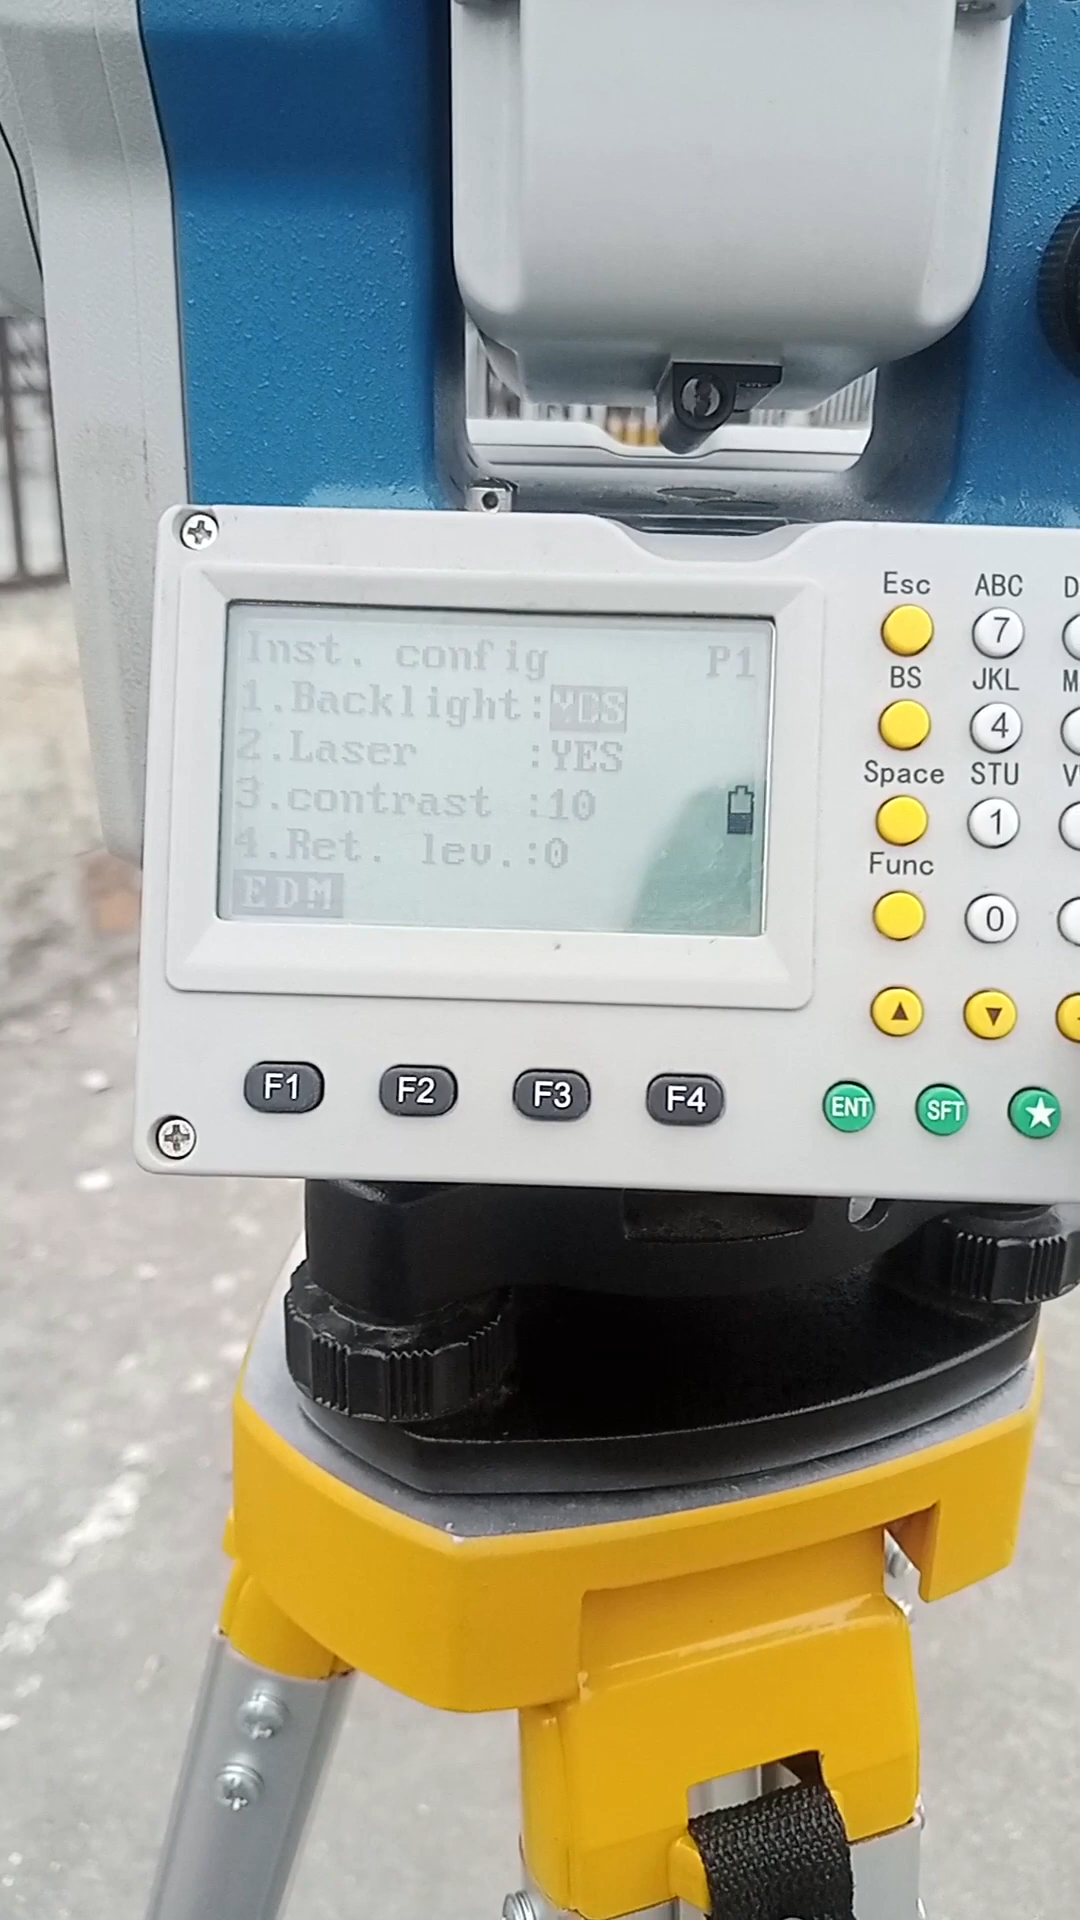 Inst. config P1
1.Backlight:YES
2.Laser :YES
3.contrast :10
4.Ret. lev.:0
EDM
Esc ABC D
7
BS JKL M
4
Space STU V
1
Func
0
F1 F2 F3 F4 ENT SFT